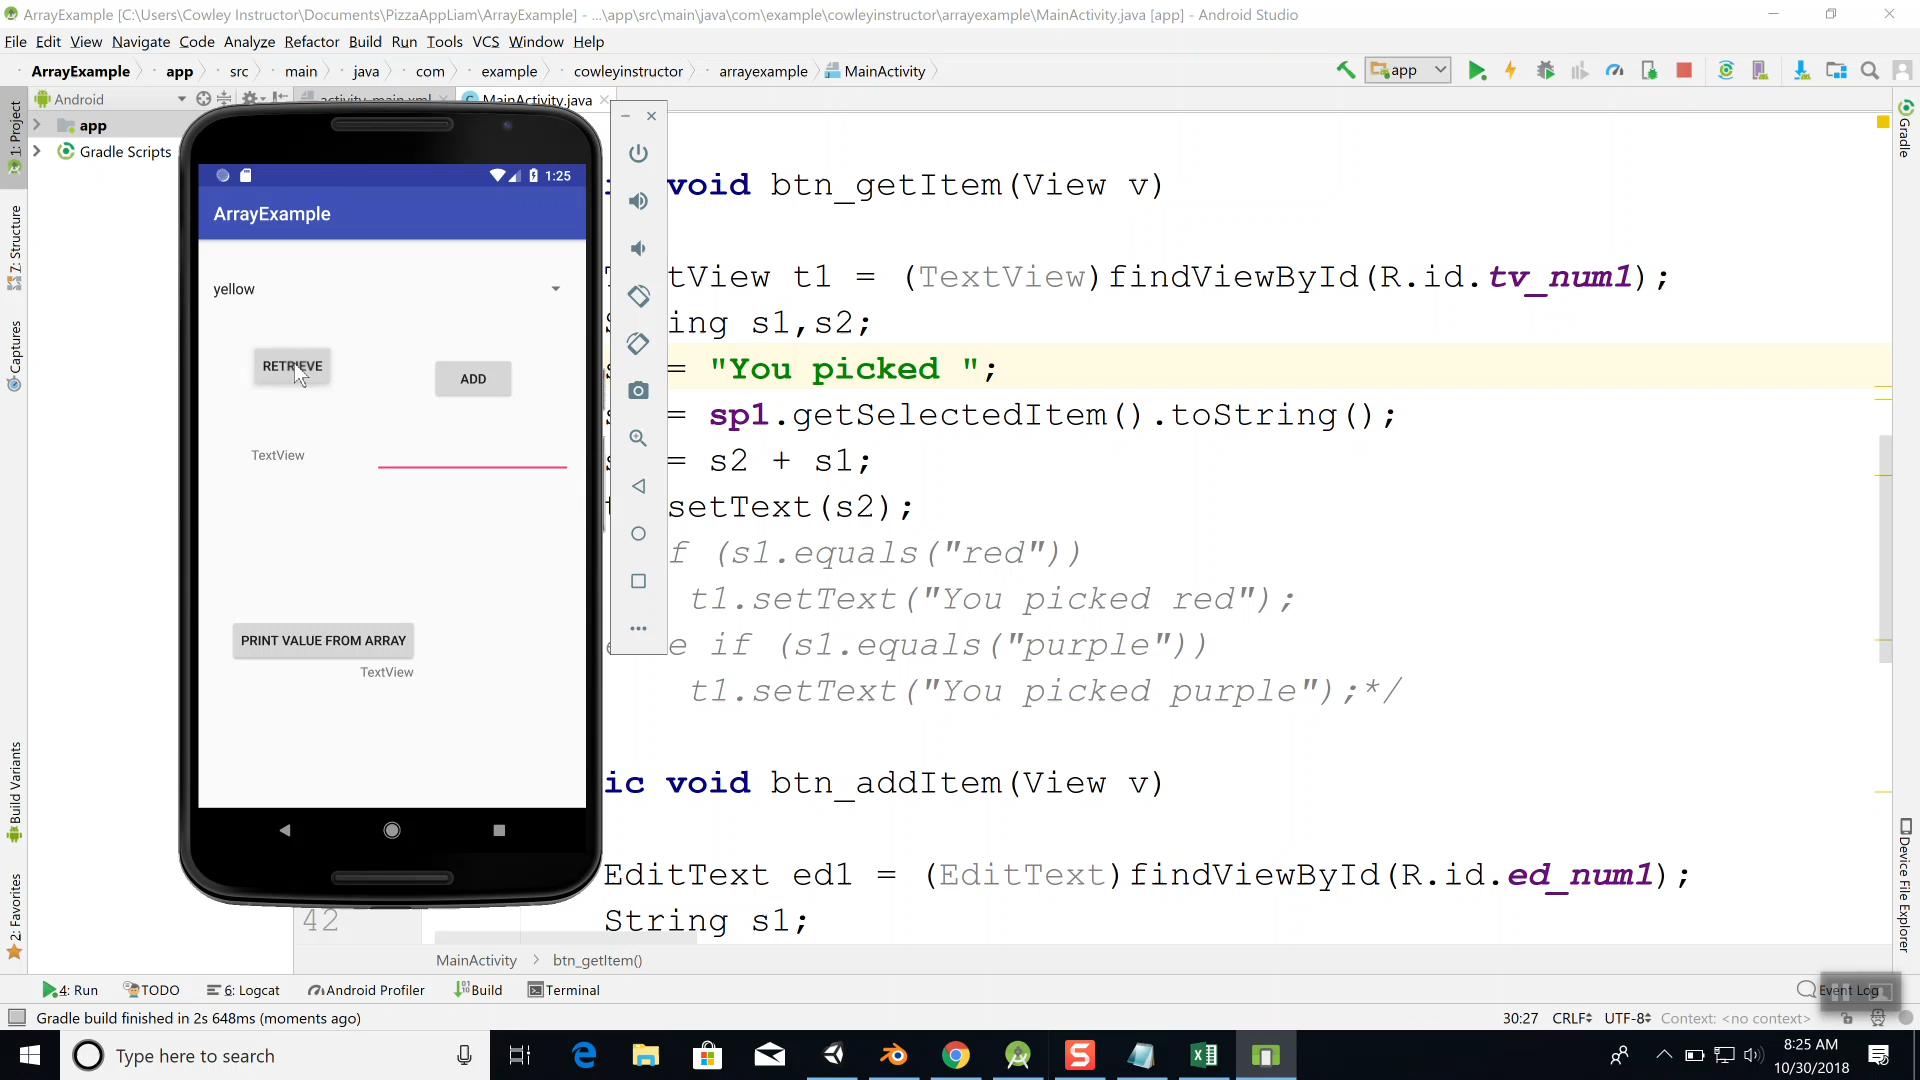 ArrayExample [C:\Users\Cowley Instructor\Documents\PizzaAppLiam\ArrayExample] - ...\app\src\main\java\com\example\cowleyinstructor\arrayexample\MainActivity.java [app] - Android Studio
File Edit View Navigate Code Analyze Refactor Build Run Tools VCS Window Help
ArrayExample app src main java com example cowleyinstructor arrayexample MainActivity
app
Android
activity_main.xml MainActivity.java
1: Project
Z: Structure
Captures
Build Variants
2: Favorites
app
Gradle Scripts
1:25
ArrayExample
yellow
RETRIEVE
ADD
TextView
PRINT VALUE FROM ARRAY
TextView
void btn_getItem(View v)
tView t1 = (TextView)findViewById(R.id.tv_num1);
ing s1,s2;
= "You picked ";
= sp1.getSelectedItem().toString();
= s2 + s1;
setText(s2);
f (s1.equals("red"))
t1.setText("You picked red");
e if (s1.equals("purple"))
t1.setText("You picked purple");*/
ic void btn_addItem(View v)
EditText ed1 = (EditText)findViewById(R.id.ed_num1);
42 String s1;
Gradle
Device File Explorer
MainActivity btn_getItem()
4: Run TODO 6: Logcat Android Profiler Build Terminal
Event Log
Gradle build finished in 2s 648ms (moments ago)
30:27 CRLF UTF-8 Context: <no context>
Type here to search
8:25 AM
10/30/2018